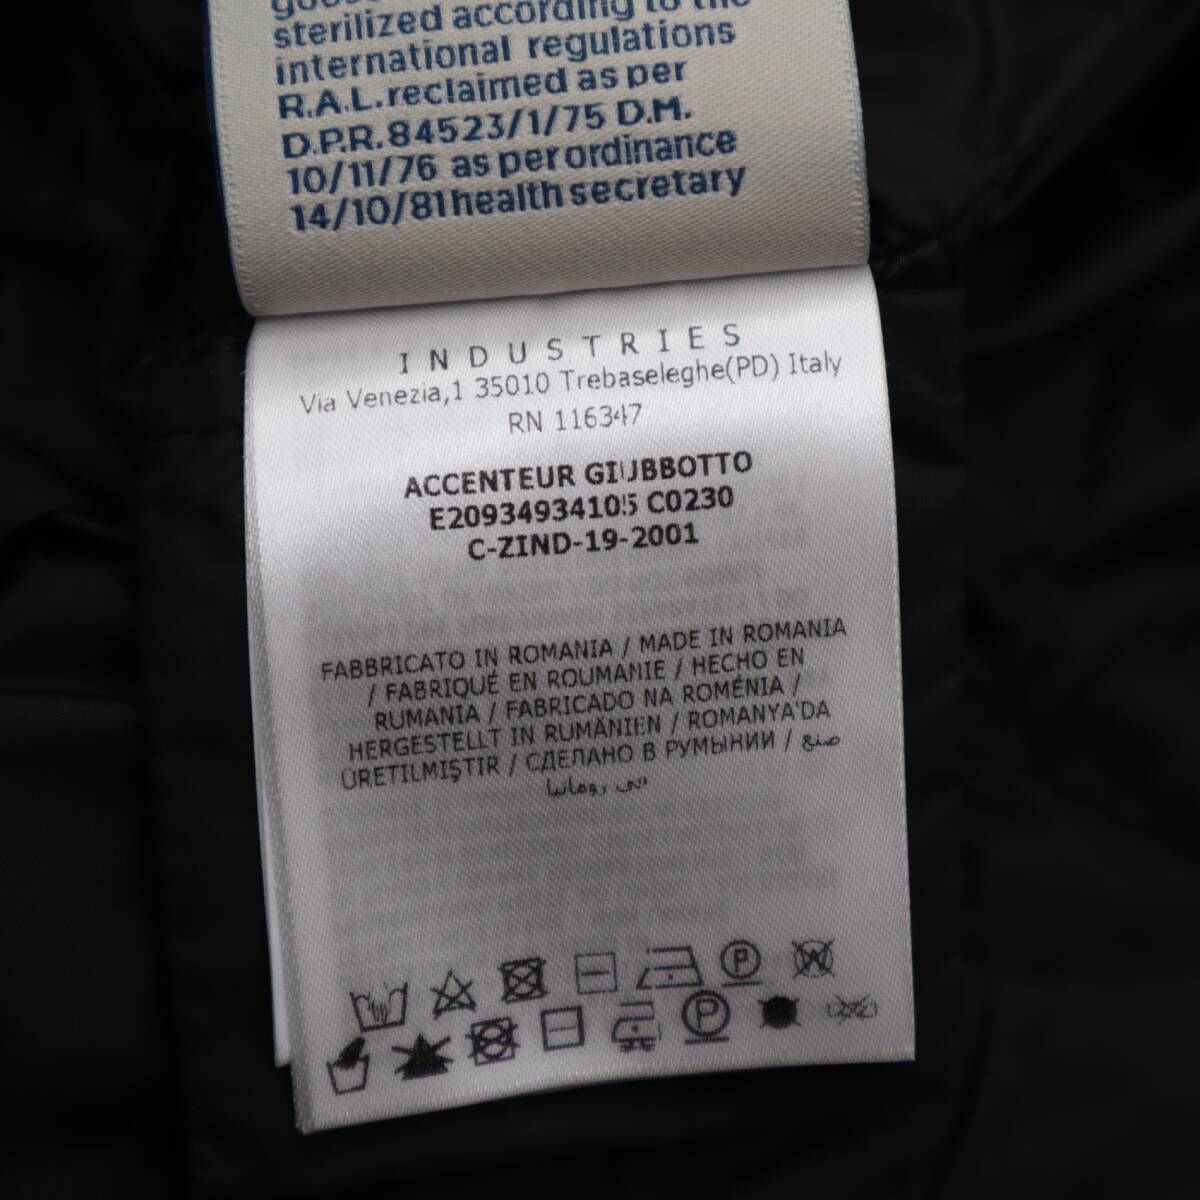 sterilized according to the
international regulations
R.A.L. reclaimed as per
D.P.R. 84523/1/75 D.M.
10/11/76 as per ordinance
14/10/81 health secretary
INDUSTRIES
Via Venezia,1 35010 Trebaseleghe(PD) Italy
RN 116347
ACCENTEUR GIUBBOTTO
E20934934105 C0230
C-ZIND-19-2001
FABBRICATO IN ROMANIA / MADE IN ROMANIA
/ FABRIQUÉ EN ROUMANIE / HECHO EN
RUMANIA / FABRICADO NA ROMÉNIA /
HERGESTELLT IN RUMÄNIEN / ROMANYA'DA
ÜRETILMIŞTIR / СДЕЛАНО В РУМЫНИИ / صنع
في رومانيا
P
W
P